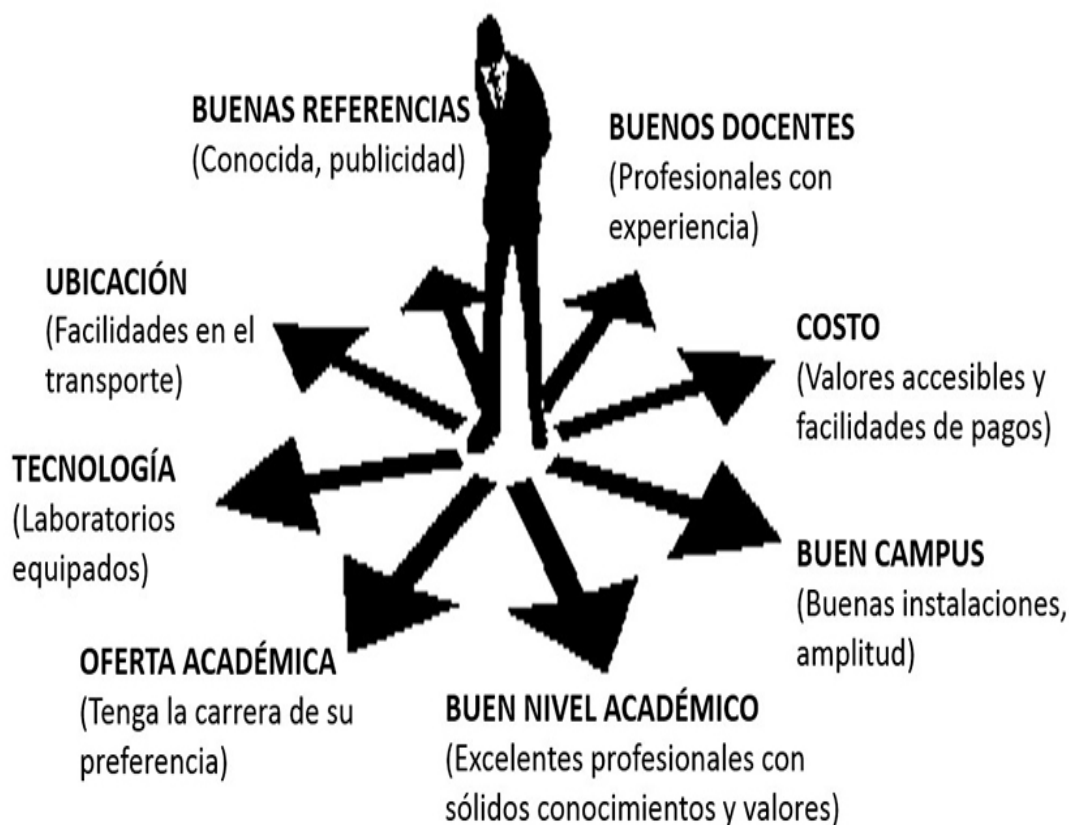 BUENAS REFERENCIAS
(Conocida, publicidad)
BUENOS DOCENTES
(Profesionales con
experiencia)
UBICACIÓN
(Facilidades en el
transporte)
COSTO
(Valores accesibles y
facilidades de pagos)
TECNOLOGÍA
(Laboratorios
equipados)
BUEN CAMPUS
(Buenas instalaciones,
amplitud)
OFERTA ACADÉMICA
(Tenga la carrera de su
preferencia)
BUEN NIVEL ACADÉMICO
(Excelentes profesionales con
sólidos conocimientos y valores)